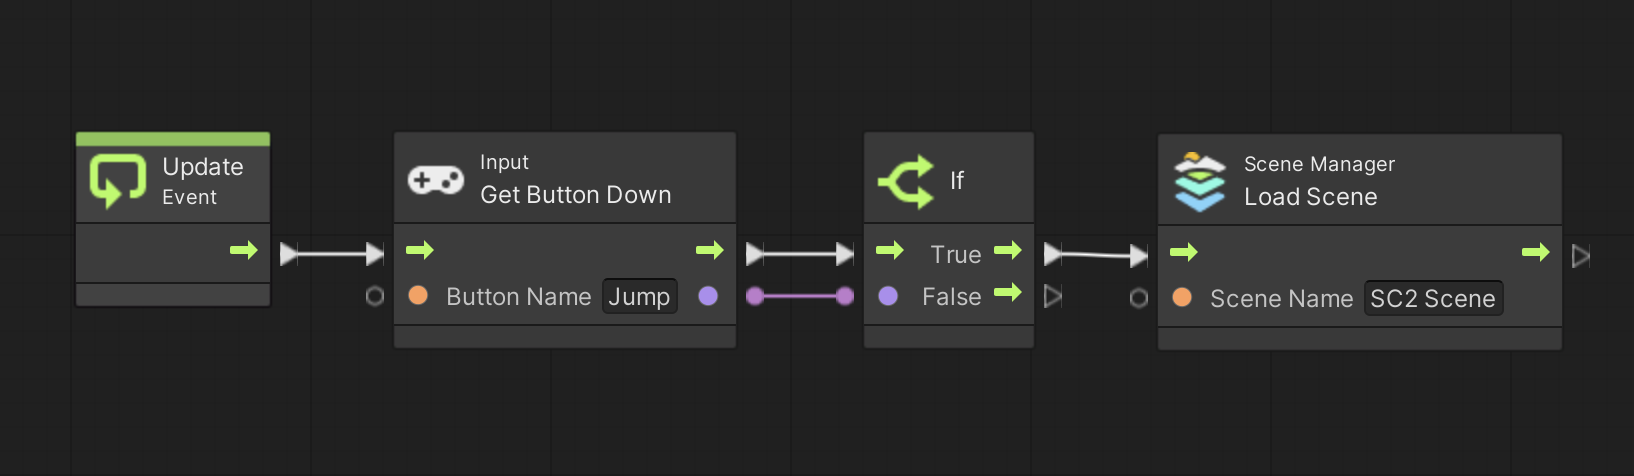 Update
Event
Input
Get Button Down
Button Name Jump
If
True
False
Scene Manager
Load Scene
Scene Name SC2 Scene